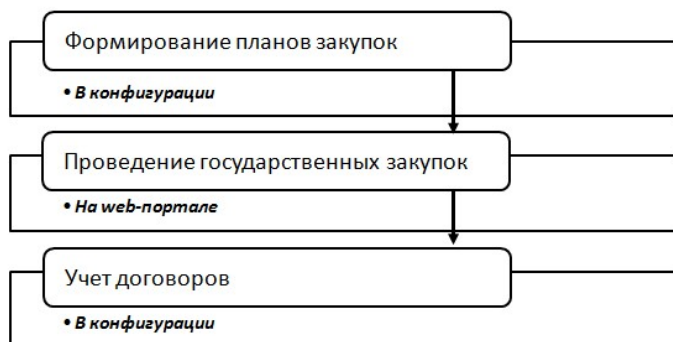 Формирование планов закупок
• В конфигурации
Проведение государственных закупок
• На web-портале
Учет договоров
• В конфигурации